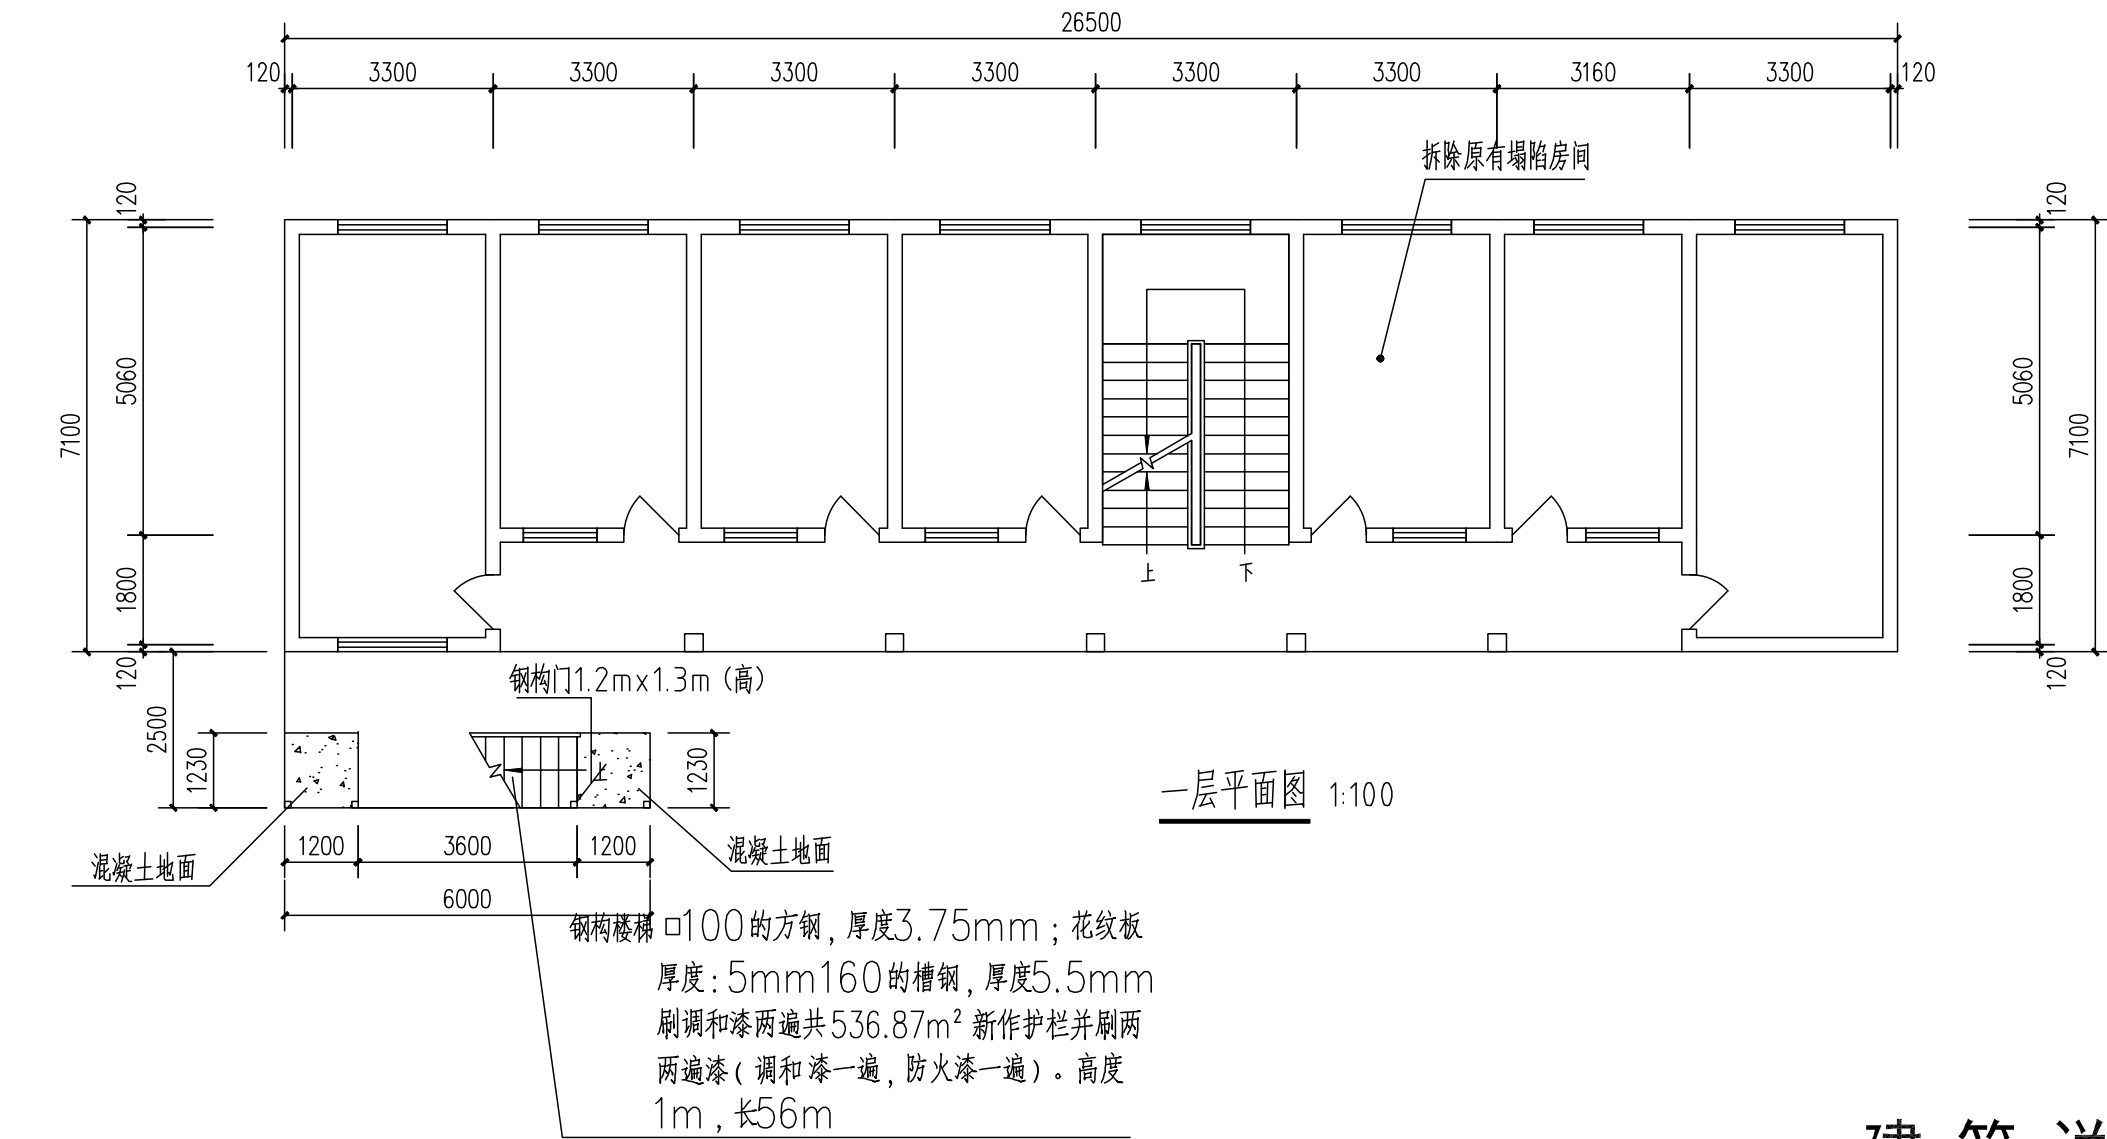 26500
120 3300 3300 3300 3300 3300 3300 3160 3300 120
拆除原有塌陷房间
120 120
5060 5060
7100 7100
1800 1800
上 下
120 120
钢构门1.2mx1.3m（高）
2500
1230 上 1230
一层平面图 1:100
1200 3600 1200
混凝土地面 混凝土地面
6000
钢构楼梯 □100的方钢，厚度3.75mm；花纹板
厚度：5mm160的槽钢，厚度5.5mm
刷调和漆两遍共536.87m² 新作护栏并刷两
两遍漆（调和漆一遍，防火漆一遍）。高度
1m，长56m